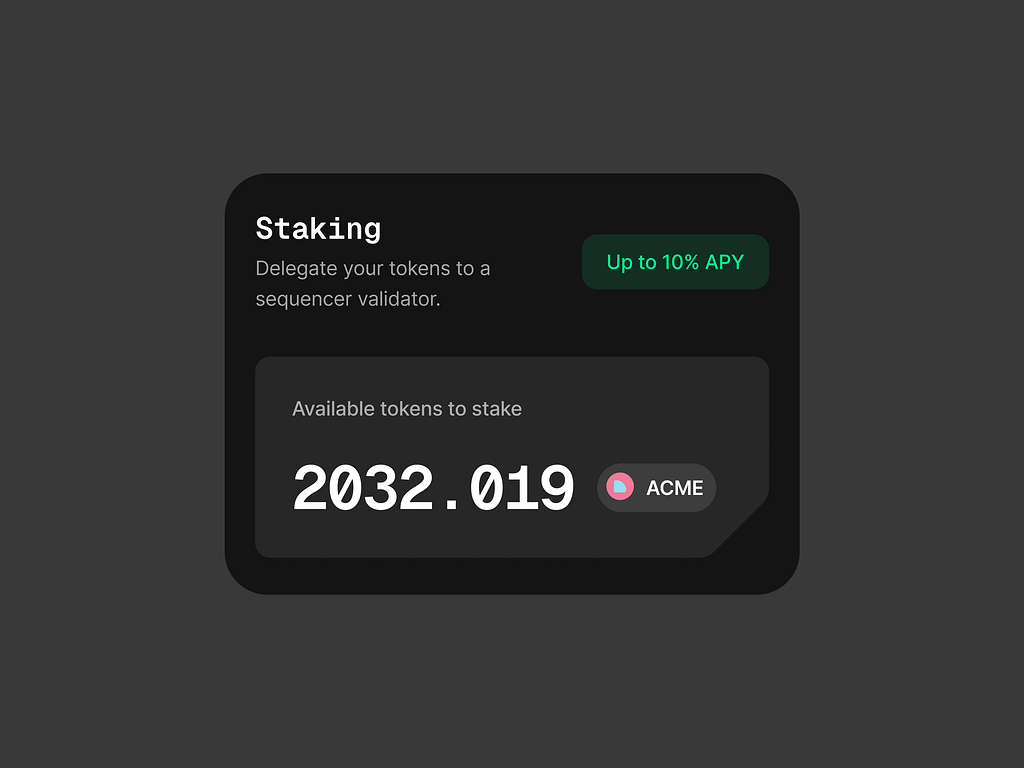 Staking
Delegate your tokens to a
sequencer validator.
Up to 10% APY
Available tokens to stake
2032.019
ACME